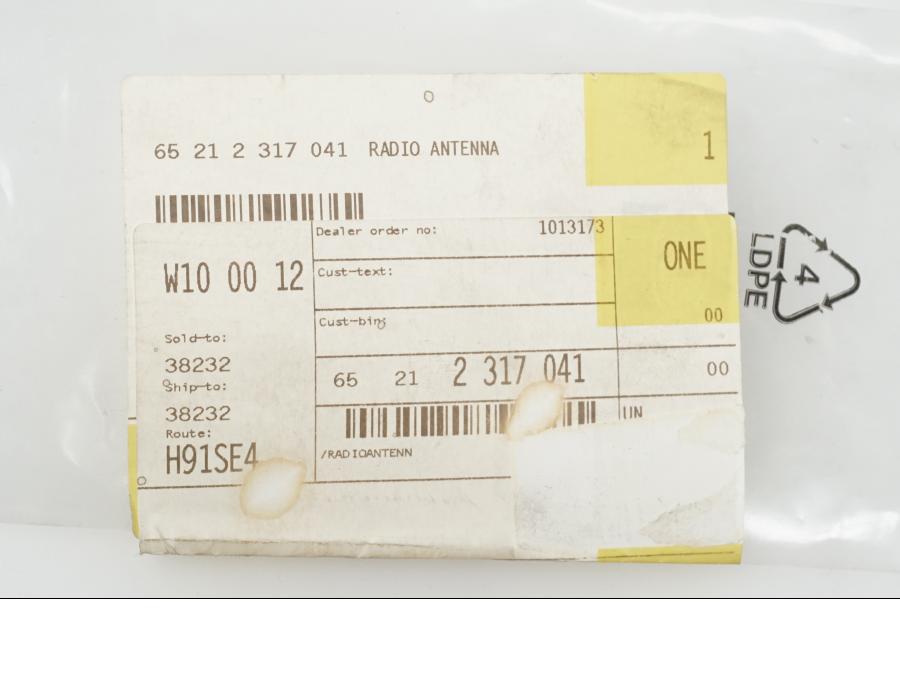 65 21 2 317 041 RADIO ANTENNA
1
Dealer order no: 1013173
W10 00 12
ONE
Cust-text:
Cust-bin:
00
Sold-to:
38232
65 21 2 317 041
00
Ship-to:
38232
UN
Route:
H91SE4
/RADIOANTENN
4
LDPE